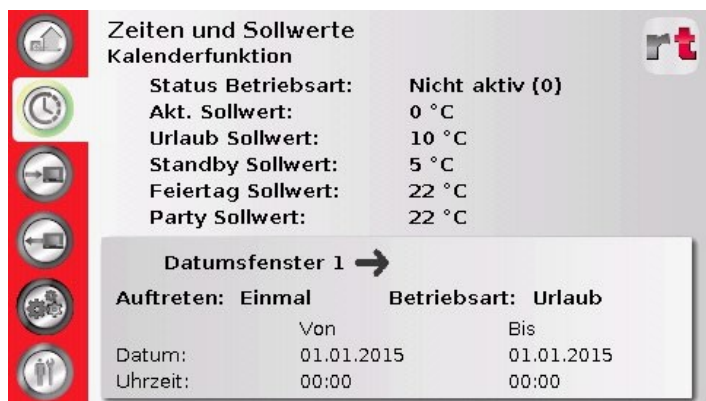 Zeiten und Sollwerte
rt
Kalenderfunktion
Status Betriebsart: Nicht aktiv (0)
Akt. Sollwert: 0 °C
Urlaub Sollwert: 10 °C
Standby Sollwert: 5 °C
Feiertag Sollwert: 22 °C
Party Sollwert: 22 °C
Datumsfenster 1
Auftreten: Einmal Betriebsart: Urlaub
Von Bis
Datum: 01.01.2015 01.01.2015
Uhrzeit: 00:00 00:00